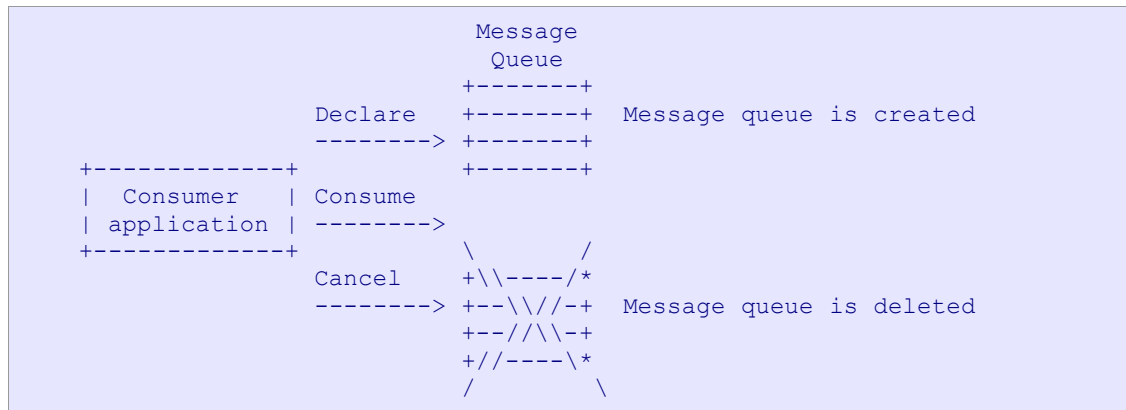 Message
Queue
+-------+
Declare +-------+ Message queue is created
--------> +-------+
+-------------+ +-------+
| Consumer | Consume
| application | -------->
+-------------+ \ /
Cancel +\\----/*
--------> +--\\//-+ Message queue is deleted
+--//\\-+
+//----\*
/ \